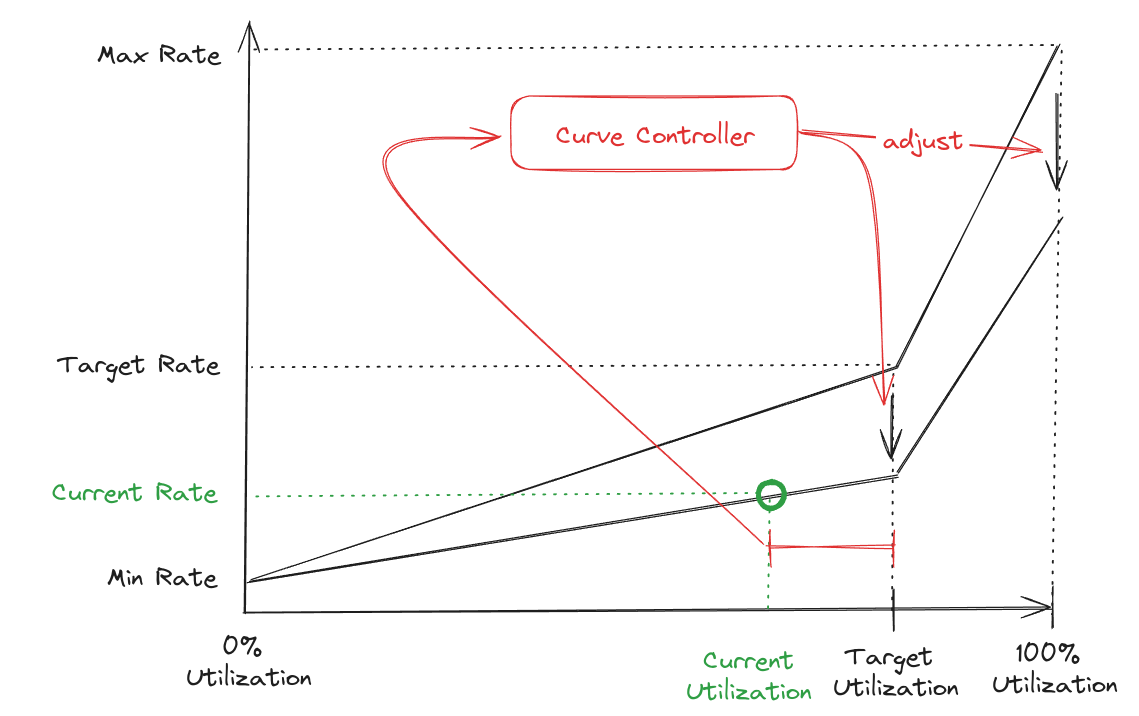 Max Rate
Curve Controller
adjust
Target Rate
Current Rate
Min Rate
0%
Utilization
Current
Utilization
Target
Utilization
100%
Utilization